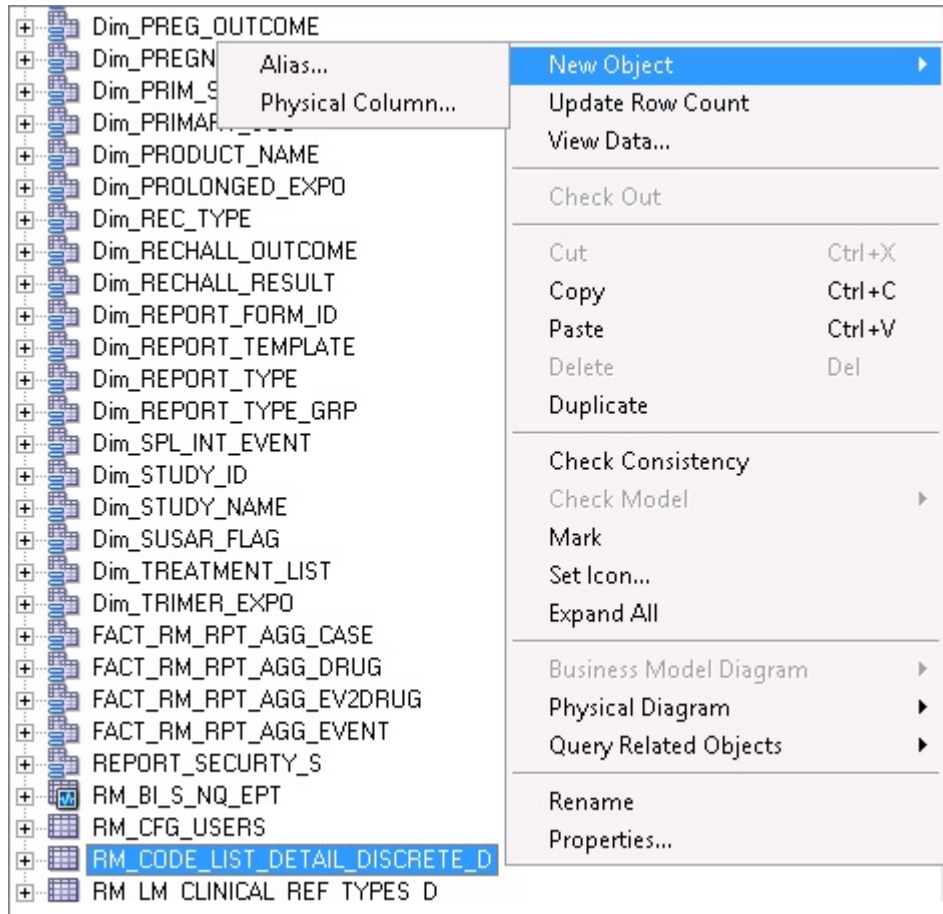 Dim_PREG_OUTCOME
Dim_PREGN
Dim_PRIM_S
Dim_PRODUCT_NAME
Dim_PROLONGED_EXPO
Dim_REC_TYPE
Dim_RECHALL_OUTCOME
Dim_RECHALL_RESULT
Dim_REPORT_FORM_ID
Dim_REPORT_TEMPLATE
Dim_REPORT_TYPE
Dim_REPORT_TYPE_GRP
Dim_SPL_INT_EVENT
Dim_STUDY_ID
Dim_STUDY_NAME
Dim_SUSAR_FLAG
Dim_TREATMENT_LIST
Dim_TRIMER_EXPO
FACT_RM_RPT_AGG_CASE
FACT_RM_RPT_AGG_DRUG
FACT_RM_RPT_AGG_EV2DRUG
FACT_RM_RPT_AGG_EVENT
REPORT_SECURTY_S
RM_BI_S_NQ_EPT
RM_CFG_USERS
RM_CODE_LIST_DETAIL_DISCRETE_D
RM_LM_CLINICAL_REF_TYPES_D
Alias...
Physical Column...
New Object
Update Row Count
View Data...
Check Out
Cut Ctrl+X
Copy Ctrl+C
Paste Ctrl+V
Delete Del
Duplicate
Check Consistency
Check Model
Mark
Set Icon...
Expand All
Business Model Diagram
Physical Diagram
Query Related Objects
Rename
Properties...